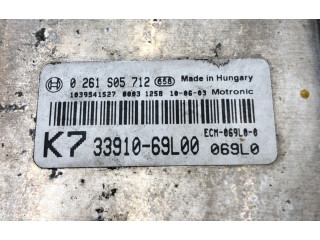 0 261 S05 712 658 Made in Hungary
1039S41527 0003 1258 10-06-03 Motronic
ECM-069L0-0
K7 33910-69L00 069L0